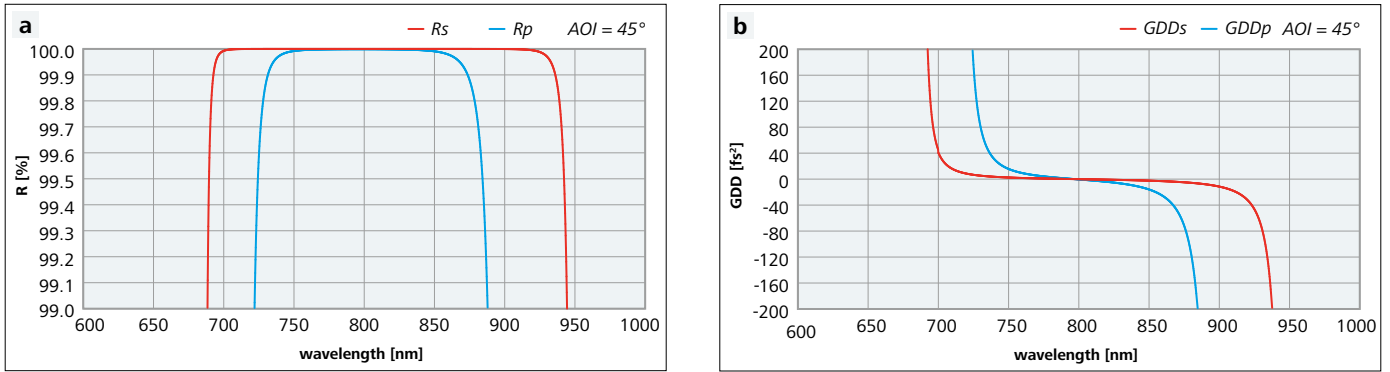 a
Rs Rp AOI = 45°
100.0
99.9
99.8
99.7
99.6
99.5
99.4
99.3
99.2
99.1
99.0
R [%]
600 650 700 750 800 850 900 950 1000
wavelength [nm]
b
GDDs GDDp AOI = 45°
200
160
120
80
40
0
-40
-80
-120
-160
-200
GDD [fs²]
600 650 700 750 800 850 900 950 1000
wavelength [nm]